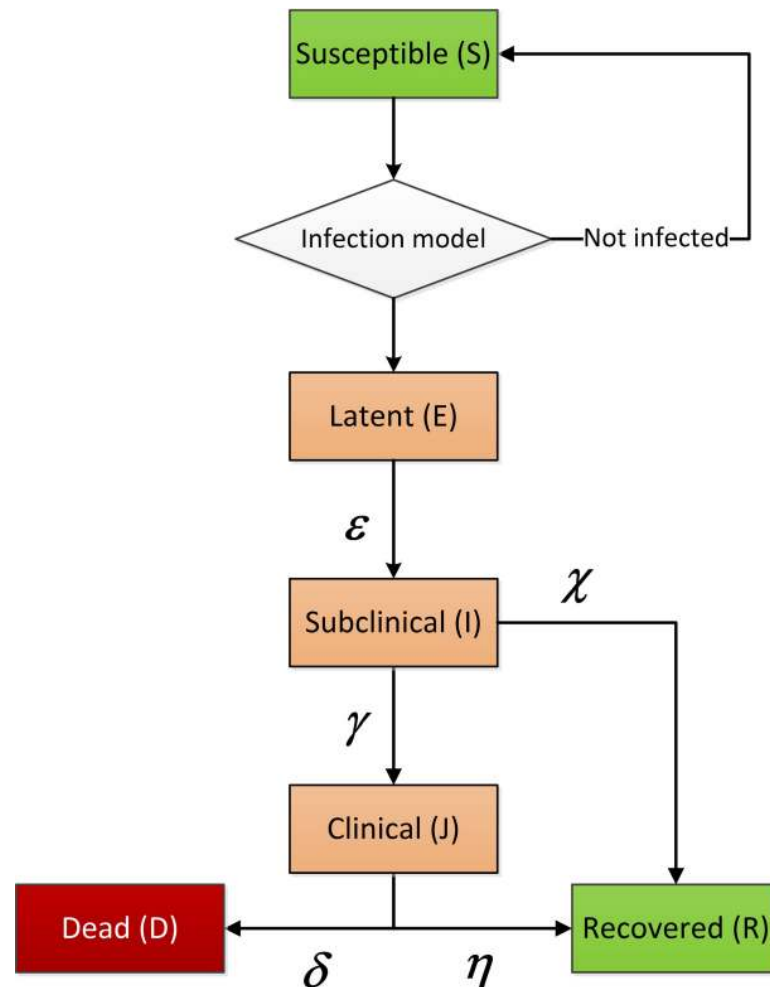 Susceptible (S)
Infection model
Not infected
Latent (E)
ε
Subclinical (I)
χ
γ
Clinical (J)
Dead (D)
Recovered (R)
δ
η